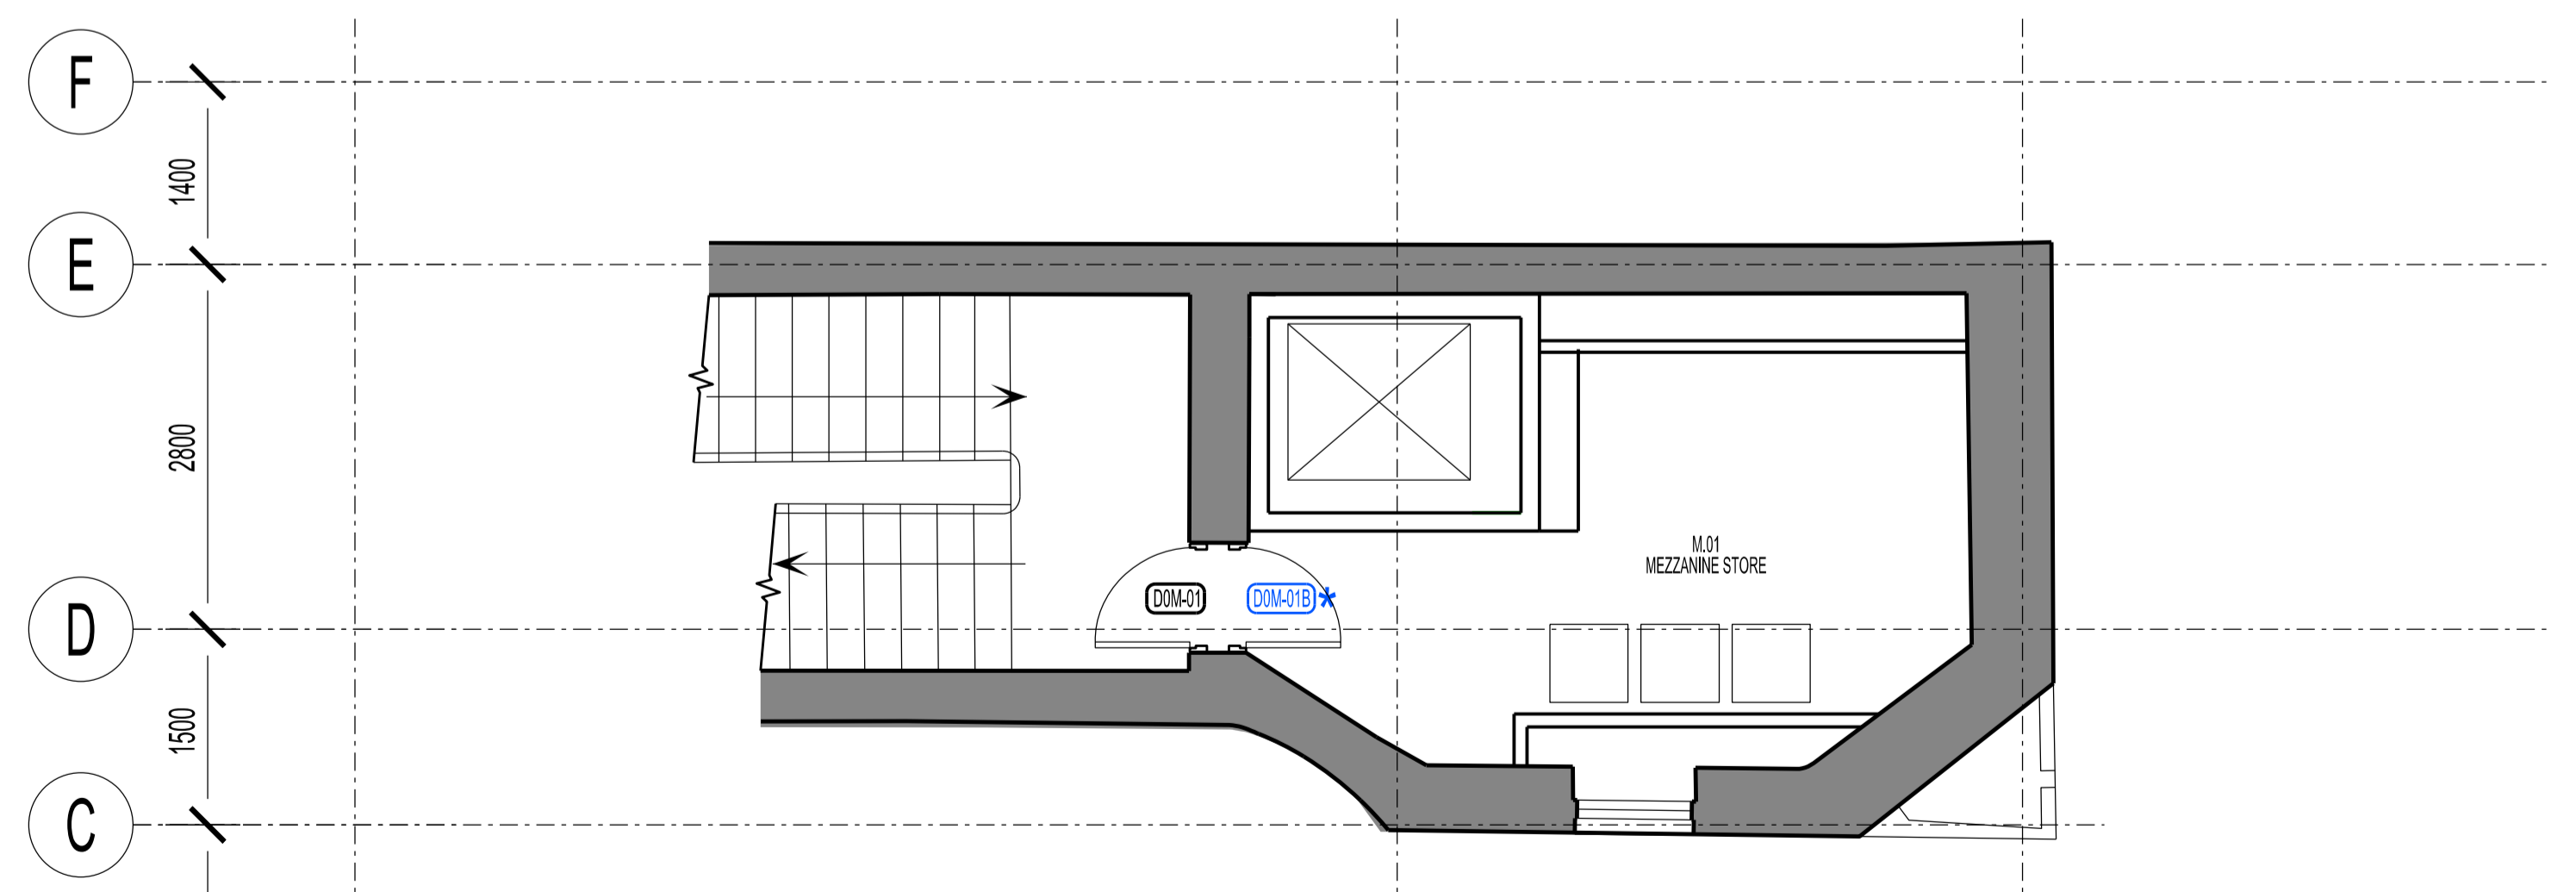 F
1400
E
2800
M.01
MEZZANINE STORE
D0M-01
D0M-01B*
D
1500
C